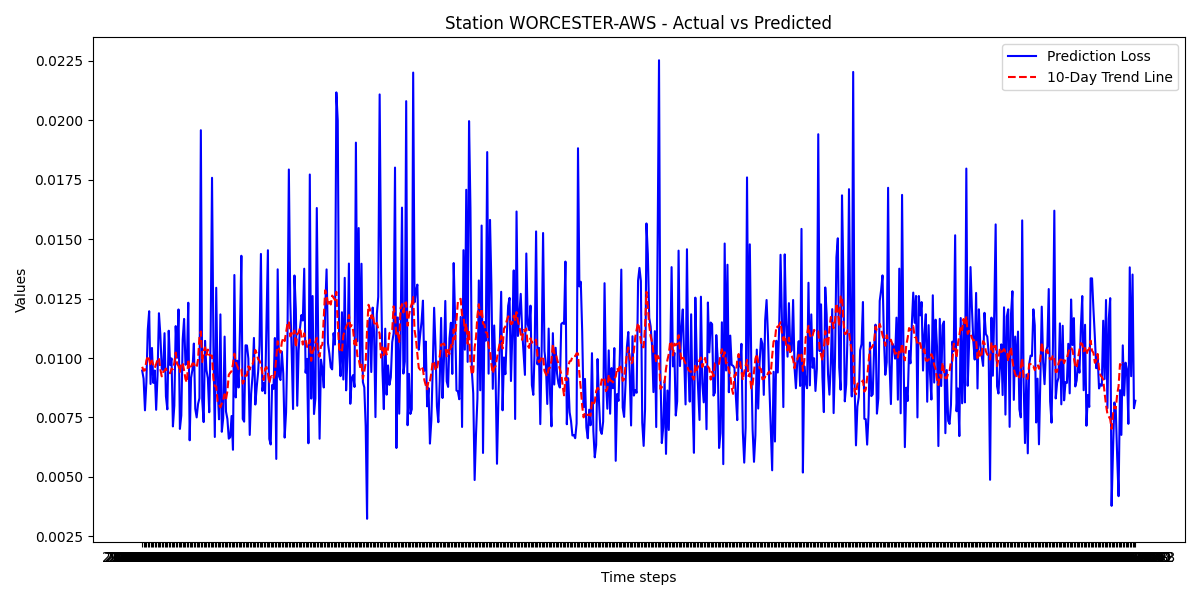 Station WORCESTER-AWS - Actual vs Predicted
Prediction Loss
10-Day Trend Line
0.0225
0.0200
0.0175
0.0150
0.0125
0.0100
0.0075
0.0050
0.0025
Values
Time steps